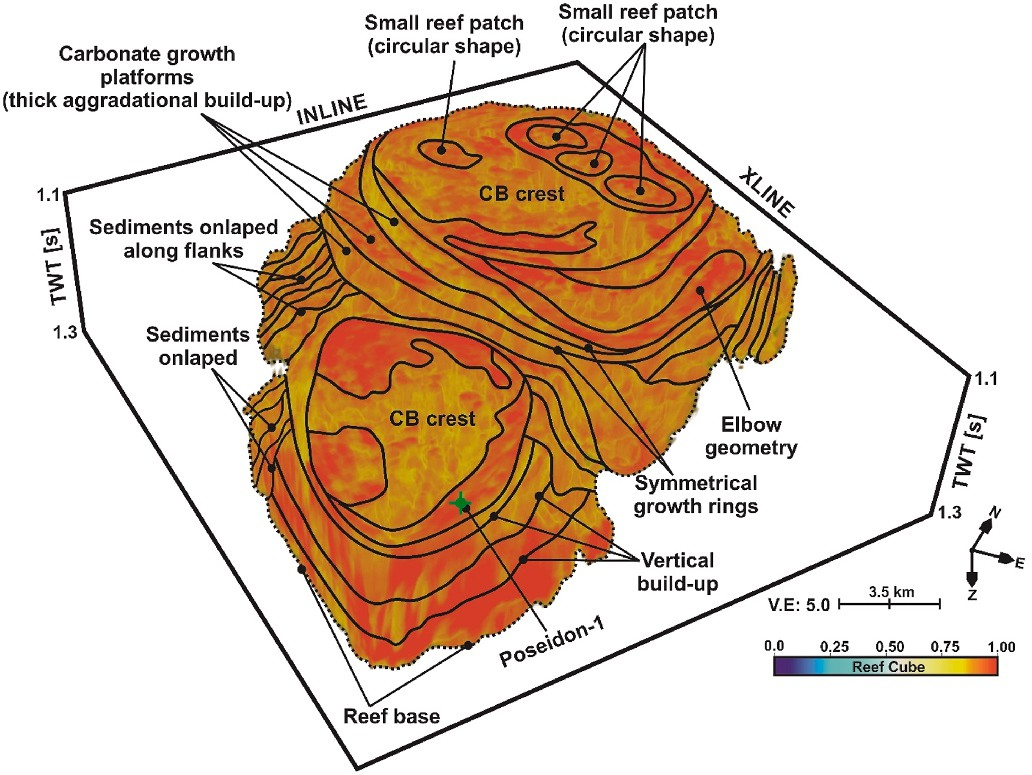 Small reef patch
(circular shape)
Small reef patch
(circular shape)
Carbonate growth
platforms
(thick aggradational build-up)
INLINE
XLINE
CB crest
1.1
TWT [s]
1.3
Sediments onlaped
along flanks
Sediments
onlaped
CB crest
1.1
TWT [s]
1.3
Elbow
geometry
Symmetrical
growth rings
Vertical
build-up
Poseidon-1
Reef base
N
E
Z
V.E: 5.0
3.5 km
0.0 0.25 0.50 0.75 1.00
Reef Cube